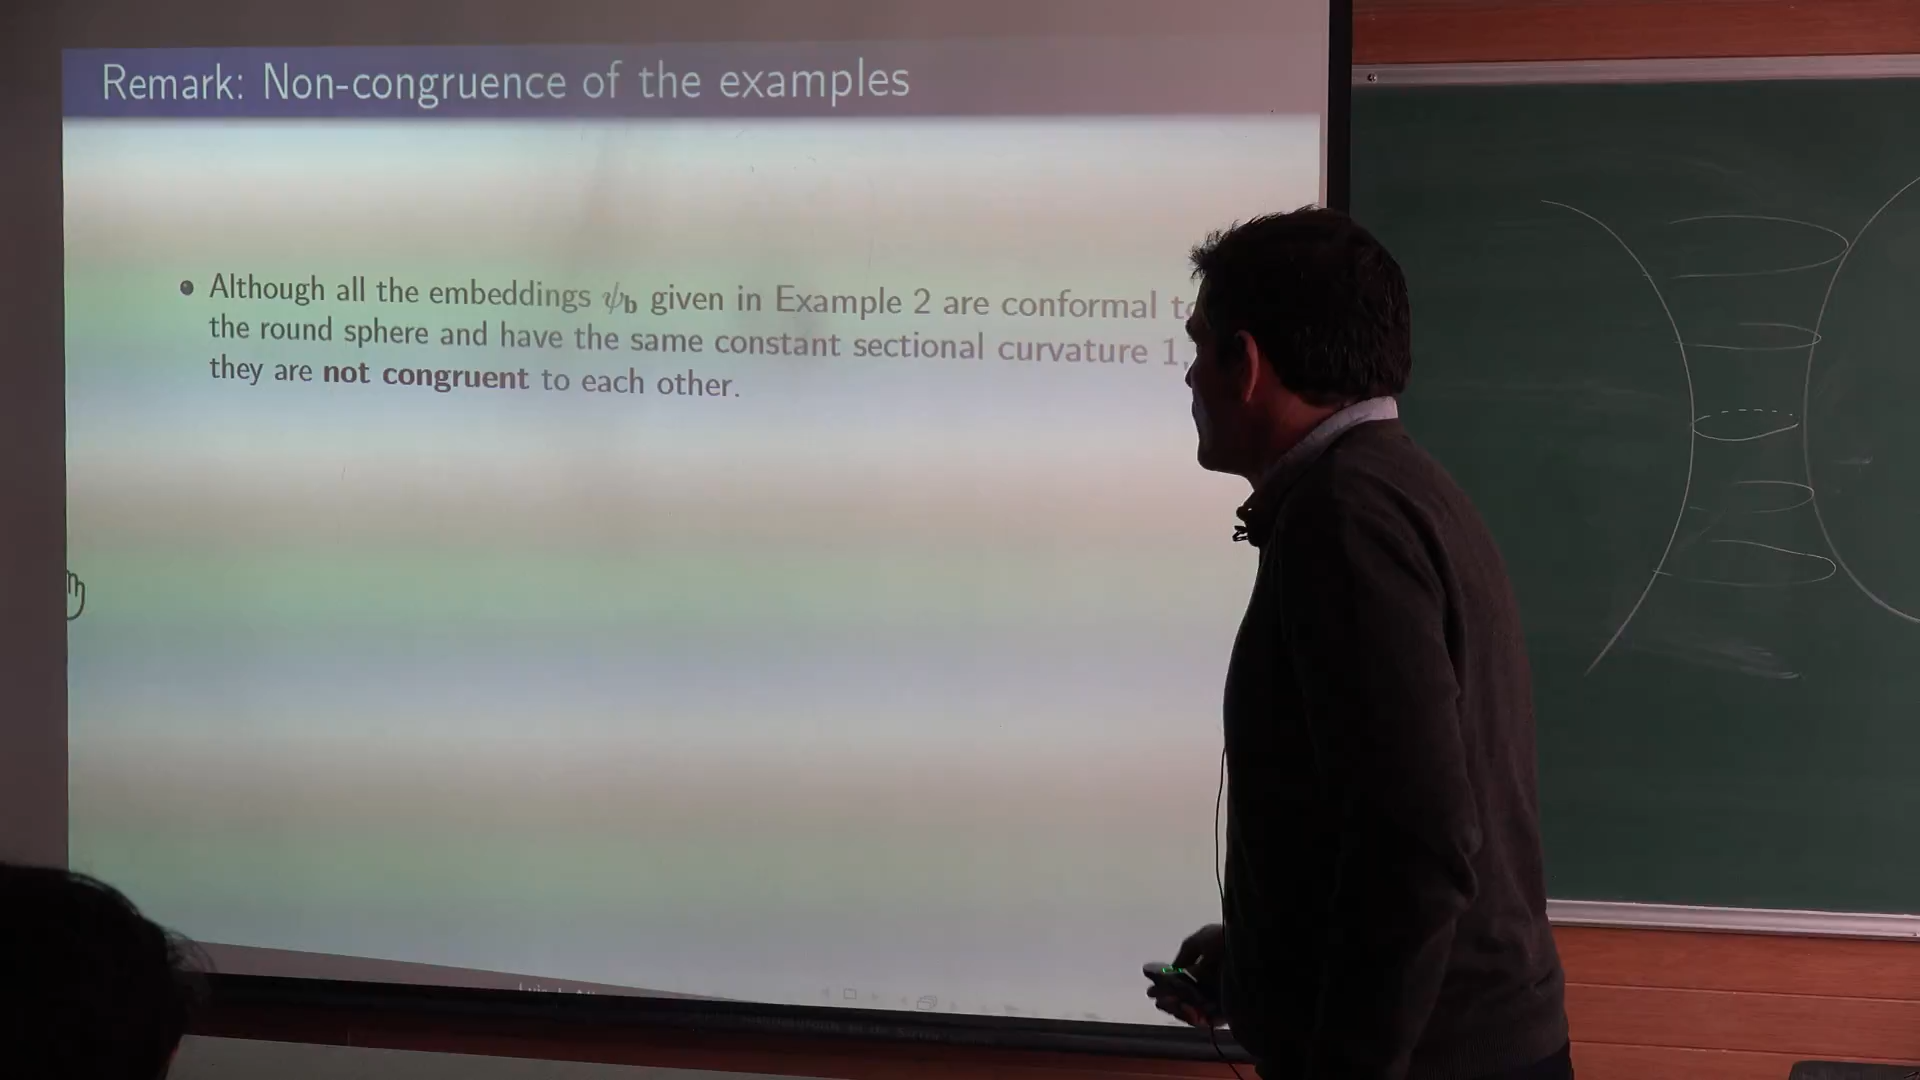 Remark: Non-congruence of the examples
Although all the embeddings ψb given in Example 2 are conformal
the round sphere and have the same constant sectional curvature 1,
they are not congruent to each other.